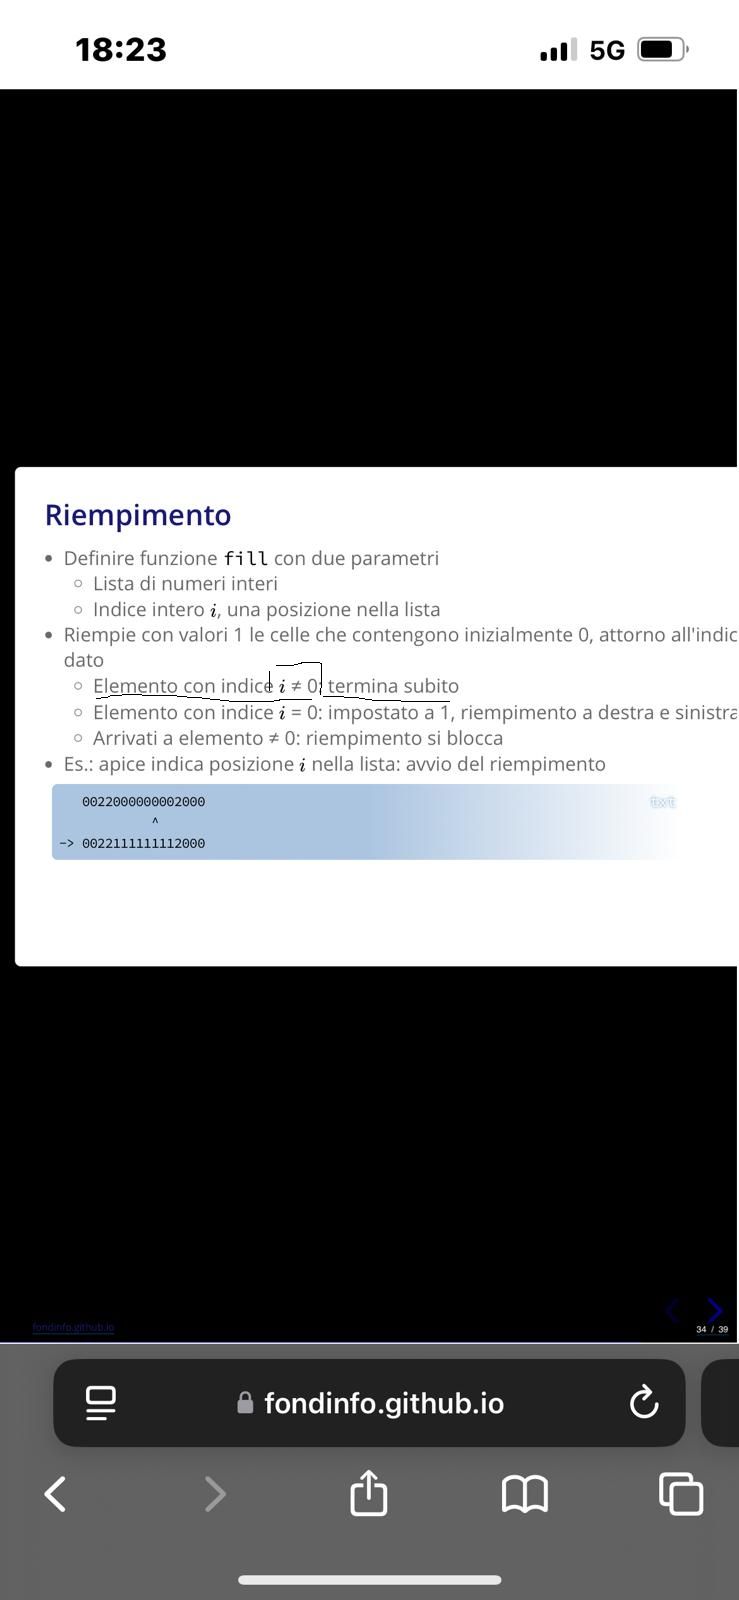 18:23
5G
Riempimento
• Definire funzione fill con due parametri
○ Lista di numeri interi
○ Indice intero i, una posizione nella lista
• Riempie con valori 1 le celle che contengono inizialmente 0, attorno all'indic
dato
○ Elemento con indice i ≠ 0: termina subito
○ Elemento con indice i = 0: impostato a 1, riempimento a destra e sinistra
○ Arrivati a elemento ≠ 0: riempimento si blocca
• Es.: apice indica posizione i nella lista: avvio del riempimento
0022000000002000
txt
^
-> 0022111111112000
fondinfo.github.io
34 / 39
fondinfo.github.io